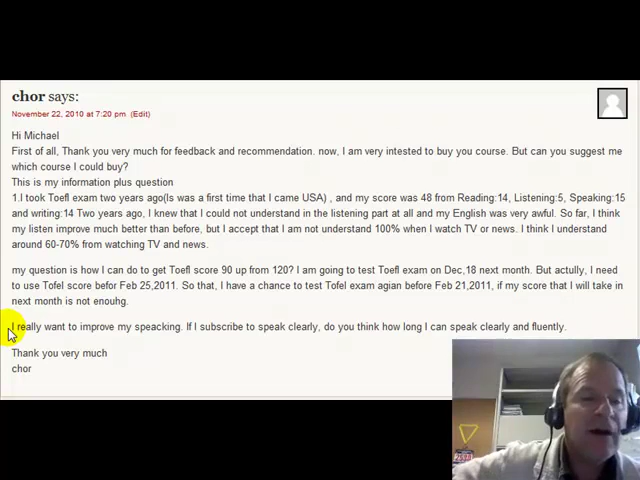 chor says:
November 22, 2010 at 7:20 pm (Edit)
Hi Michael
First of all, Thank you very much for feedback and recommendation. now, I am very intested to buy you course. But can you suggest me
which course I could buy?
This is my information plus question
1.I took Toefl exam two years ago(Is was a first time that I came USA) , and my score was 48 from Reading:14, Listening:5, Speaking:15
and writing:14 Two years ago, I knew that I could not understand in the listening part at all and my English was very awful. So far, I think
my listen improve much better than before, but I accept that I am not understand 100% when I watch TV or news. I think I understand
around 60-70% from watching TV and news.
my question is how I can do to get Toefl score 90 up from 120? I am going to test Toefl exam on Dec,18 next month. But actully, I need
to use Tofel score befor Feb 25,2011. So that, I have a chance to test Tofel exam agian before Feb 21,2011, if my score that I will take in
next month is not enouhg.
I really want to improve my speacking. If I subscribe to speak clearly, do you think how long I can speak clearly and fluently.
Thank you very much
chor